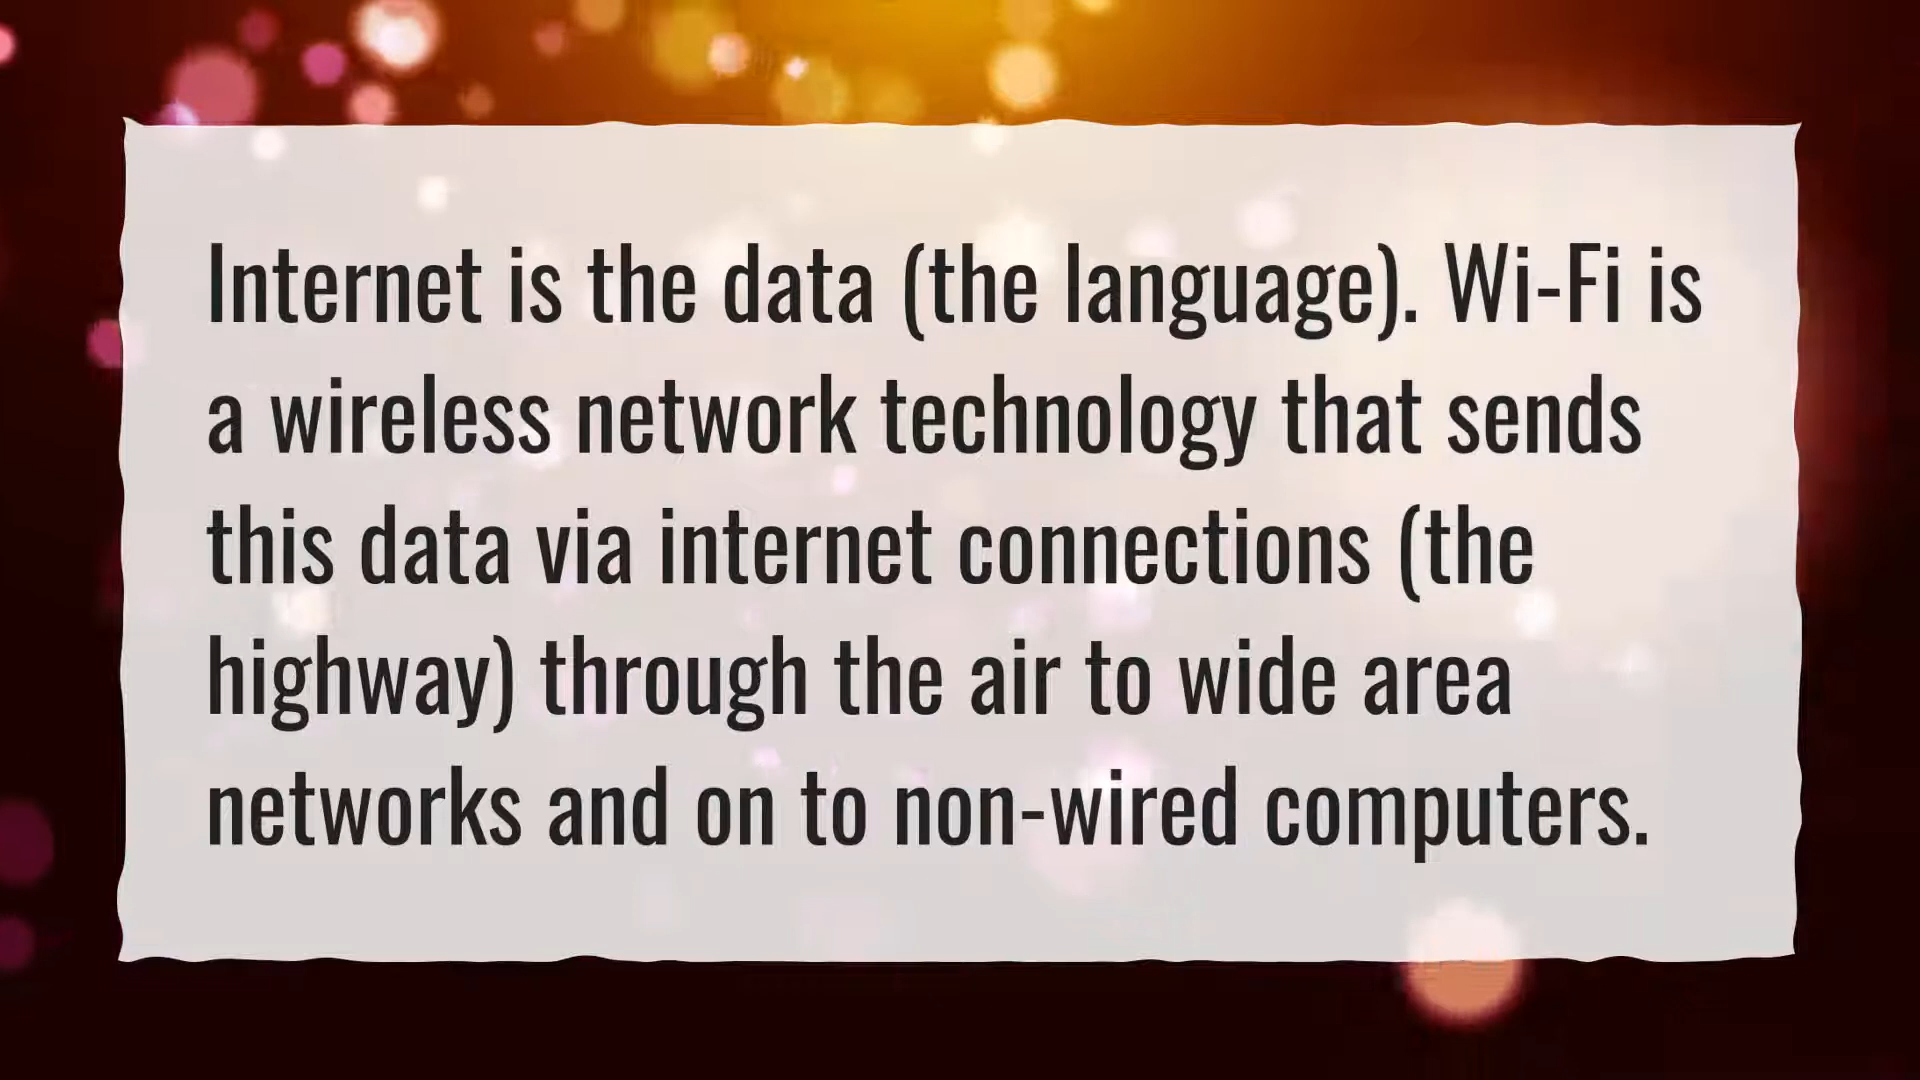 Internet is the data (the language). Wi-Fi is
a wireless network technology that sends
this data via internet connections (the
highway) through the air to wide area
networks and on to non-wired computers.